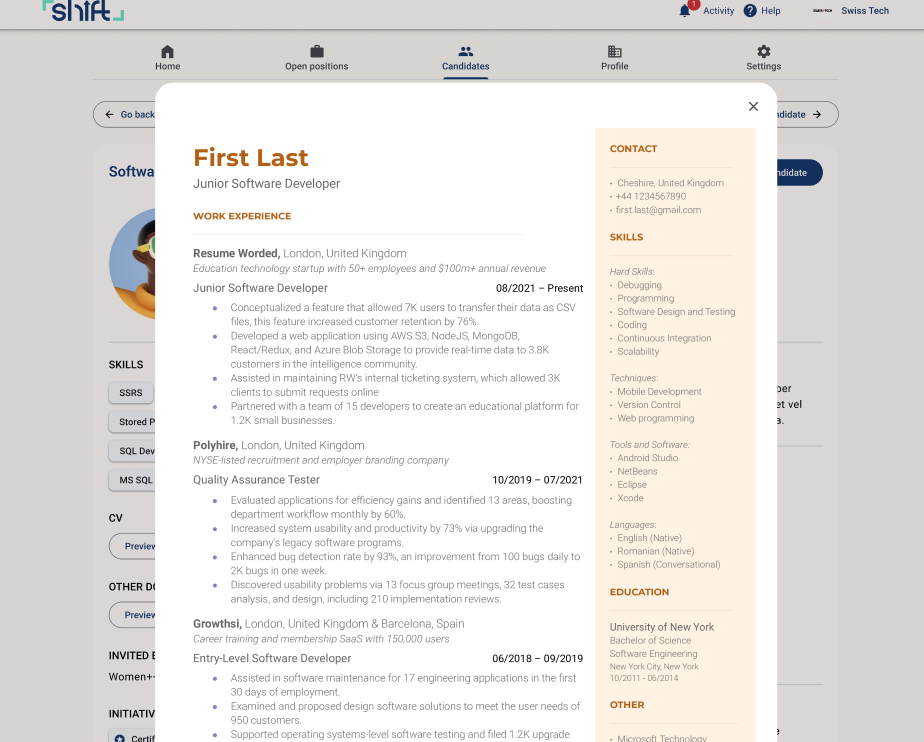 shift
1
Activity
Help
Swiss Tech
Home
Open positions
Candidates
Profile
Settings
Go back
ndidate
Softwa
ndidate
First Last
Junior Software Developer
WORK EXPERIENCE
Resume Worded, London, United Kingdom
Education technology startup with 50+ employees and $100m+ annual revenue
Junior Software Developer 08/2021 – Present
• Conceptualized a feature that allowed 7K users to transfer their data as CSV
files, this feature increased customer retention by 76%.
• Developed a web application using AWS S3, NodeJS, MongoDB,
React/Redux, and Azure Blob Storage to provide real-time data to 3.8K
customers in the intelligence community.
• Assisted in maintaining RW's internal ticketing system, which allowed 3K
clients to submit requests online
• Partnered with a team of 15 developers to create an educational platform for
1.2K small businesses.
Polyhire, London, United Kingdom
NYSE-listed recruitment and employer branding company
Quality Assurance Tester 10/2019 – 07/2021
• Evaluated applications for efficiency gains and identified 13 areas, boosting
department workflow monthly by 60%.
• Increased system usability and productivity by 73% via upgrading the
company's legacy software programs.
• Enhanced bug detection rate by 93%, an improvement from 100 bugs daily to
2K bugs in one week.
• Discovered usability problems via 13 focus group meetings, 32 test cases
analysis, and design, including 210 implementation reviews.
Growthsi, London, United Kingdom & Barcelona, Spain
Career training and membership SaaS with 150,000 users
Entry-Level Software Developer 06/2018 – 09/2019
• Assisted in software maintenance for 17 engineering applications in the first
30 days of employment.
• Examined and proposed design software solutions to meet the user needs of
950 customers.
• Supported operating systems-level software testing and filed 1.2K upgrade
CONTACT
• Cheshire, United Kingdom
• +44 1234567890
• first.last@gmail.com
SKILLS
Hard Skills:
• Debugging
• Programming
• Software Design and Testing
• Coding
• Continuous Integration
• Scalability
Techniques:
• Mobile Development
• Version Control
• Web programming
Tools and Software:
• Android Studio
• NetBeans
• Eclipse
• Xcode
Languages:
• English (Native)
• Romanian (Native)
• Spanish (Conversational)
EDUCATION
University of New York
Bachelor of Science
Software Engineering
New York City, New York
10/2011 - 06/2014
OTHER
• Microsoft Technology
SKILLS
SSRS
Stored P
SQL Dev
MS SQL
CV
Preview
OTHER DO
Preview
INVITED B
Women+
INITIATIV
Certif
per
et vel
a.
e